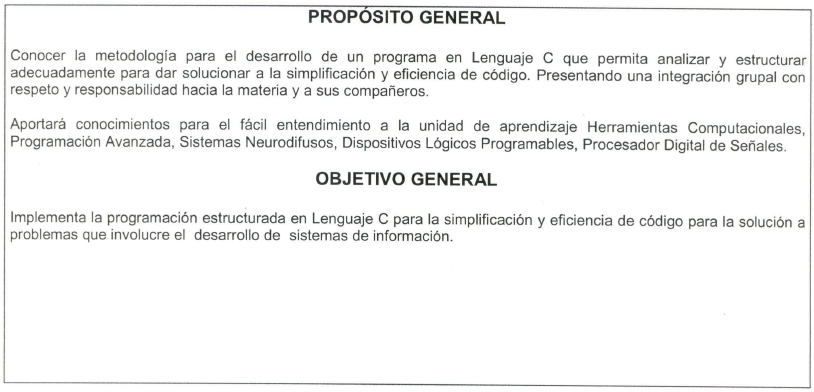 PROPÓSITO GENERAL
Conocer la metodología para el desarrollo de un programa en Lenguaje C que permita analizar y estructurar
adecuadamente para dar solucionar a la simplificación y eficiencia de código. Presentando una integración grupal con
respeto y responsabilidad hacia la materia y a sus compañeros.
Aportará conocimientos para el fácil entendimiento a la unidad de aprendizaje Herramientas Computacionales,
Programación Avanzada, Sistemas Neurodifusos, Dispositivos Lógicos Programables, Procesador Digital de Señales.
OBJETIVO GENERAL
Implementa la programación estructurada en Lenguaje C para la simplificación y eficiencia de código para la solución a
problemas que involucre el desarrollo de sistemas de información.